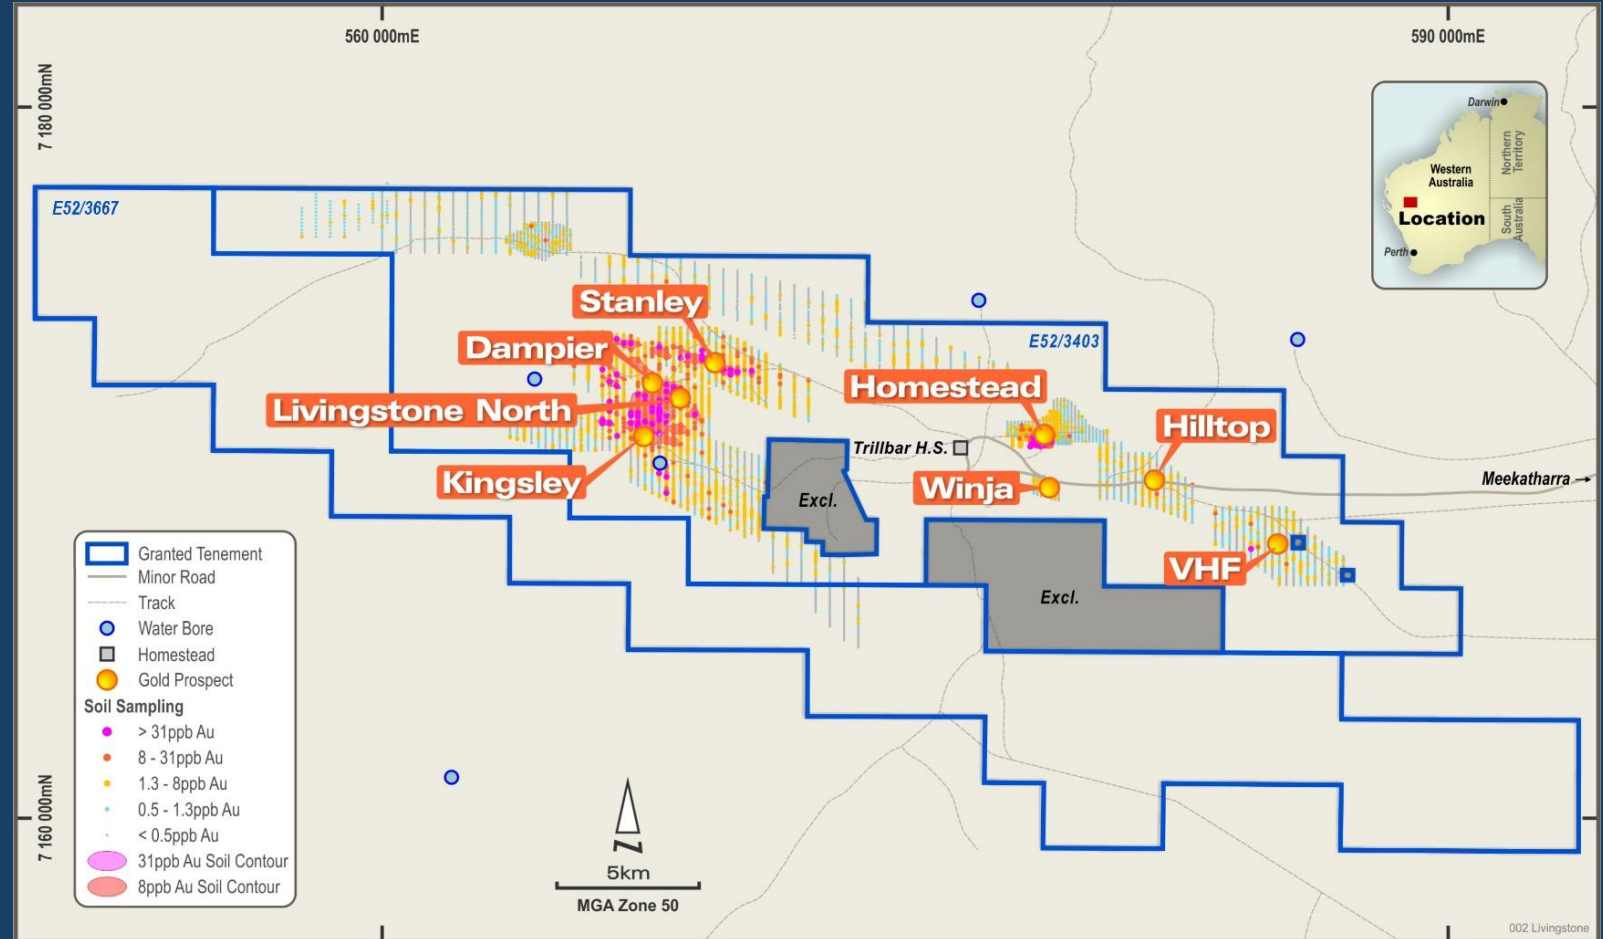 560 000mE
590 000mE
7 180 000mN
Darwin
Northern
Territory
Western
Australia
Location
South
Australia
Perth
E52/3667
Stanley
E52/3403
Dampier
Homestead
Livingstone North
Hilltop
Trillbar H.S.
Kingsley
Winja
Meekatharra
Excl.
VHF
Excl.
Granted Tenement
Minor Road
Track
Water Bore
Homestead
Gold Prospect
Soil Sampling
> 31ppb Au
8 - 31ppb Au
1.3 - 8ppb Au
0.5 - 1.3ppb Au
< 0.5ppb Au
31ppb Au Soil Contour
8ppb Au Soil Contour
7 160 000mN
N
5km
MGA Zone 50
002 Livingstone